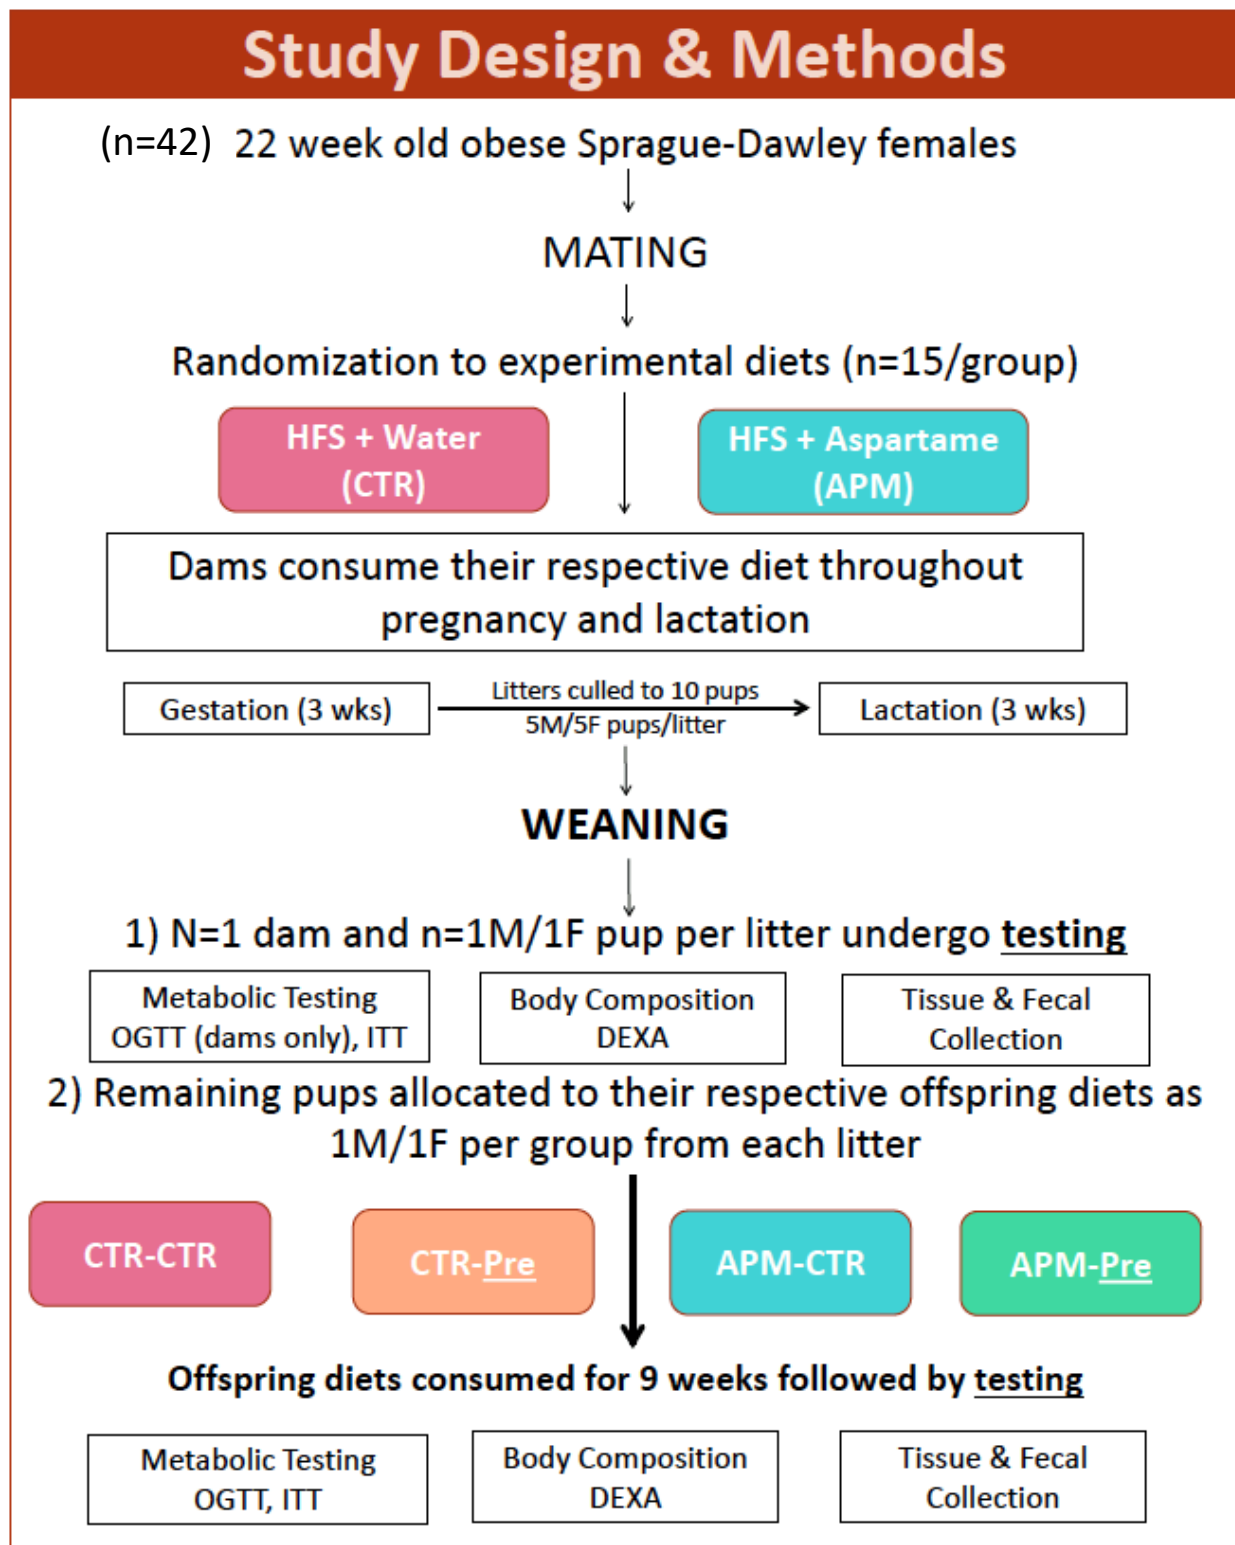 Study Design & Methods
(n=42) 22 week old obese Sprague-Dawley females
MATING
Randomization to experimental diets (n=15/group)
HFS + Water
(CTR)
HFS + Aspartame
(APM)
Dams consume their respective diet throughout
pregnancy and lactation
Gestation (3 wks)
Litters culled to 10 pups
5M/5F pups/litter
Lactation (3 wks)
WEANING
1) N=1 dam and n=1M/1F pup per litter undergo testing
Metabolic Testing
OGTT (dams only), ITT
Body Composition
DEXA
Tissue & Fecal
Collection
2) Remaining pups allocated to their respective offspring diets as
1M/1F per group from each litter
CTR-CTR
CTR-Pre
APM-CTR
APM-Pre
Offspring diets consumed for 9 weeks followed by testing
Metabolic Testing
OGTT, ITT
Body Composition
DEXA
Tissue & Fecal
Collection